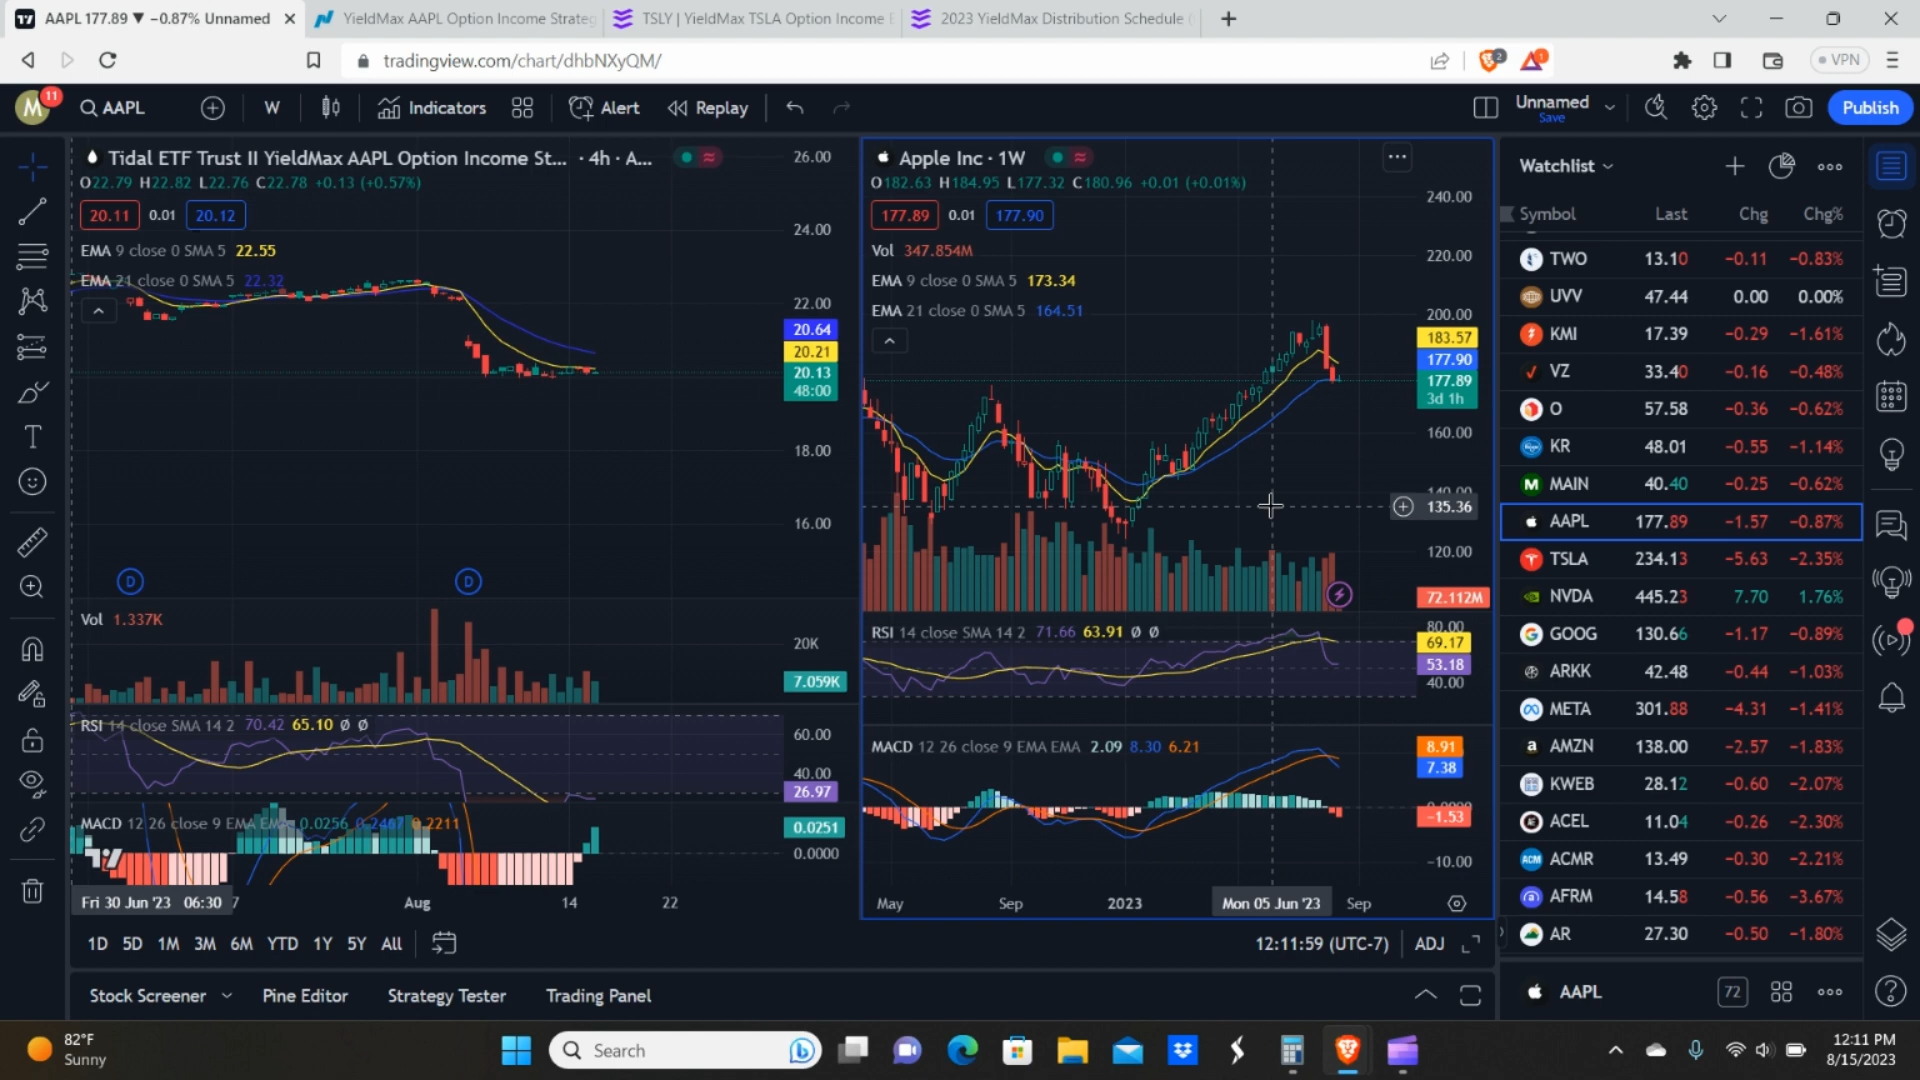 AAPL 177.89 ▼ −0.87% Unnamed
YieldMax AAPL Option Income Strateg
TSLY | YieldMax TSLA Option Income E
2023 YieldMax Distribution Schedule (
tradingview.com/chart/dhbNXyQM/
2
1
VPN
M
11
AAPL
W
Indicators
Alert
Replay
Unnamed
Save
Publish
Tidal ETF Trust II YieldMax AAPL Option Income St... · 4h · A...
O22.79 H22.82 L22.76 C22.78 +0.13 (+0.57%)
20.11 0.01 20.12
EMA 9 close 0 SMA 5 22.55
EMA 21 close 0 SMA 5 22.32
26.00
24.00
22.00
20.64
20.21
20.13
48:00
18.00
16.00
D
D
Vol 1.337K
20K
7.059K
RSI 14 close SMA 14 2 70.42 65.10 Ø Ø
60.00
40.00
26.97
MACD 12 26 close 9 EMA EMA 0.0256 0.2467 0.2211
0.0251
0.0000
Fri 30 Jun '23 06:30
7
Aug
14
22
Apple Inc · 1W
O182.63 H184.95 L177.32 C180.96 +0.01 (+0.01%)
177.89 0.01 177.90
Vol 347.854M
EMA 9 close 0 SMA 5 173.34
EMA 21 close 0 SMA 5 164.51
240.00
220.00
200.00
183.57
177.90
177.89
3d 1h
160.00
140.00
135.36
120.00
72.112M
RSI 14 close SMA 14 2 71.66 63.91 Ø Ø
80.00
69.17
53.18
40.00
MACD 12 26 close 9 EMA EMA 2.09 8.30 6.21
8.91
7.38
0.0000
−1.53
−10.00
May
Sep
2023
Mon 05 Jun '23
Sep
1D 5D 1M 3M 6M YTD 1Y 5Y All
12:11:59 (UTC-7)
ADJ
Stock Screener
Pine Editor
Strategy Tester
Trading Panel
Watchlist
Symbol Last Chg Chg%
TWO 13.10 −0.11 −0.83%
UVV 47.44 0.00 0.00%
KMI 17.39 −0.29 −1.61%
VZ 33.40 −0.16 −0.48%
O 57.58 −0.36 −0.62%
KR 48.01 −0.55 −1.14%
MAIN 40.40 −0.25 −0.62%
AAPL 177.89 −1.57 −0.87%
TSLA 234.13 −5.63 −2.35%
NVDA 445.23 7.70 1.76%
GOOG 130.66 −1.17 −0.89%
ARKK 42.48 −0.44 −1.03%
META 301.88 −4.31 −1.41%
AMZN 138.00 −2.57 −1.83%
KWEB 28.12 −0.60 −2.07%
ACEL 11.04 −0.26 −2.30%
ACMR 13.49 −0.30 −2.21%
AFRM 14.58 −0.56 −3.67%
AR 27.30 −0.50 −1.80%
AAPL
72
82°F
Sunny
Search
12:11 PM
8/15/2023